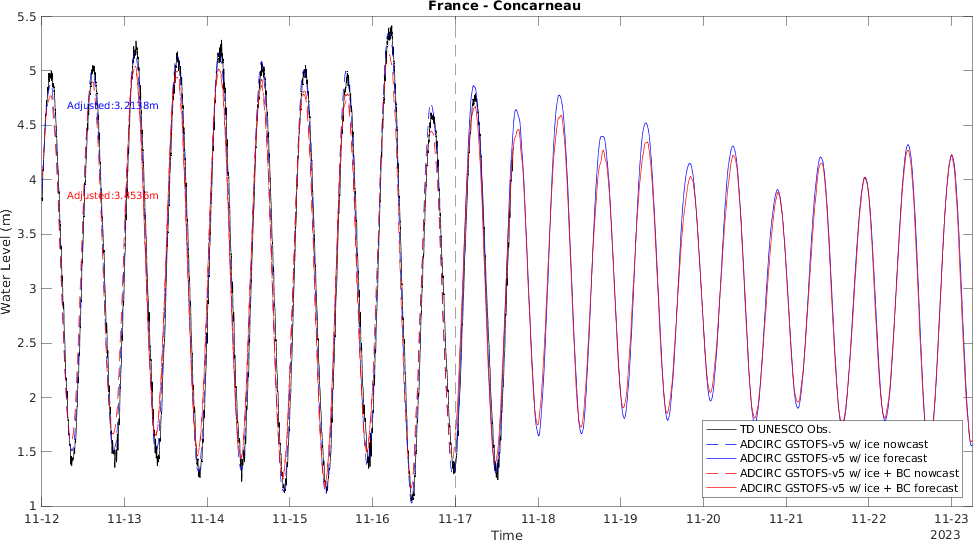 France - Concarneau
5.5
5
4.5
4
3.5
3
2.5
2
1.5
1
Water Level (m)
Adjusted:3.2138m
Adjusted:3.4536m
TD UNESCO Obs.
ADCIRC GSTOFS-v5 w/ ice nowcast
ADCIRC GSTOFS-v5 w/ ice forecast
ADCIRC GSTOFS-v5 w/ ice + BC nowcast
ADCIRC GSTOFS-v5 w/ ice + BC forecast
11-12 11-13 11-14 11-15 11-16 11-17 11-18 11-19 11-20 11-21 11-22 11-23
Time
2023